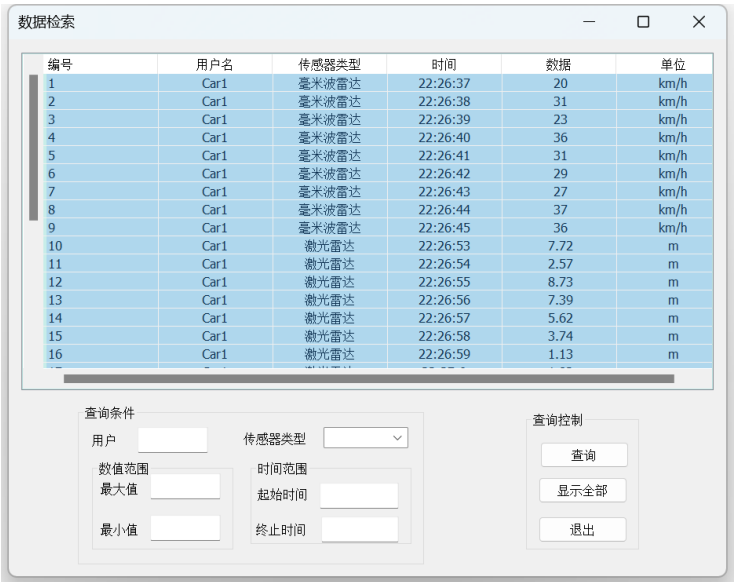 数据检索
编号 用户名 传感器类型 时间 数据 单位
1 Car1 毫米波雷达 22:26:37 20 km/h
2 Car1 毫米波雷达 22:26:38 31 km/h
3 Car1 毫米波雷达 22:26:39 23 km/h
4 Car1 毫米波雷达 22:26:40 36 km/h
5 Car1 毫米波雷达 22:26:41 31 km/h
6 Car1 毫米波雷达 22:26:42 29 km/h
7 Car1 毫米波雷达 22:26:43 27 km/h
8 Car1 毫米波雷达 22:26:44 37 km/h
9 Car1 毫米波雷达 22:26:45 36 km/h
10 Car1 激光雷达 22:26:53 7.72 m
11 Car1 激光雷达 22:26:54 2.57 m
12 Car1 激光雷达 22:26:55 8.73 m
13 Car1 激光雷达 22:26:56 7.39 m
14 Car1 激光雷达 22:26:57 5.62 m
15 Car1 激光雷达 22:26:58 3.74 m
16 Car1 激光雷达 22:26:59 1.13 m
查询条件
用户 传感器类型
数值范围 时间范围
最大值 起始时间
最小值 终止时间
查询控制
查询
显示全部
退出